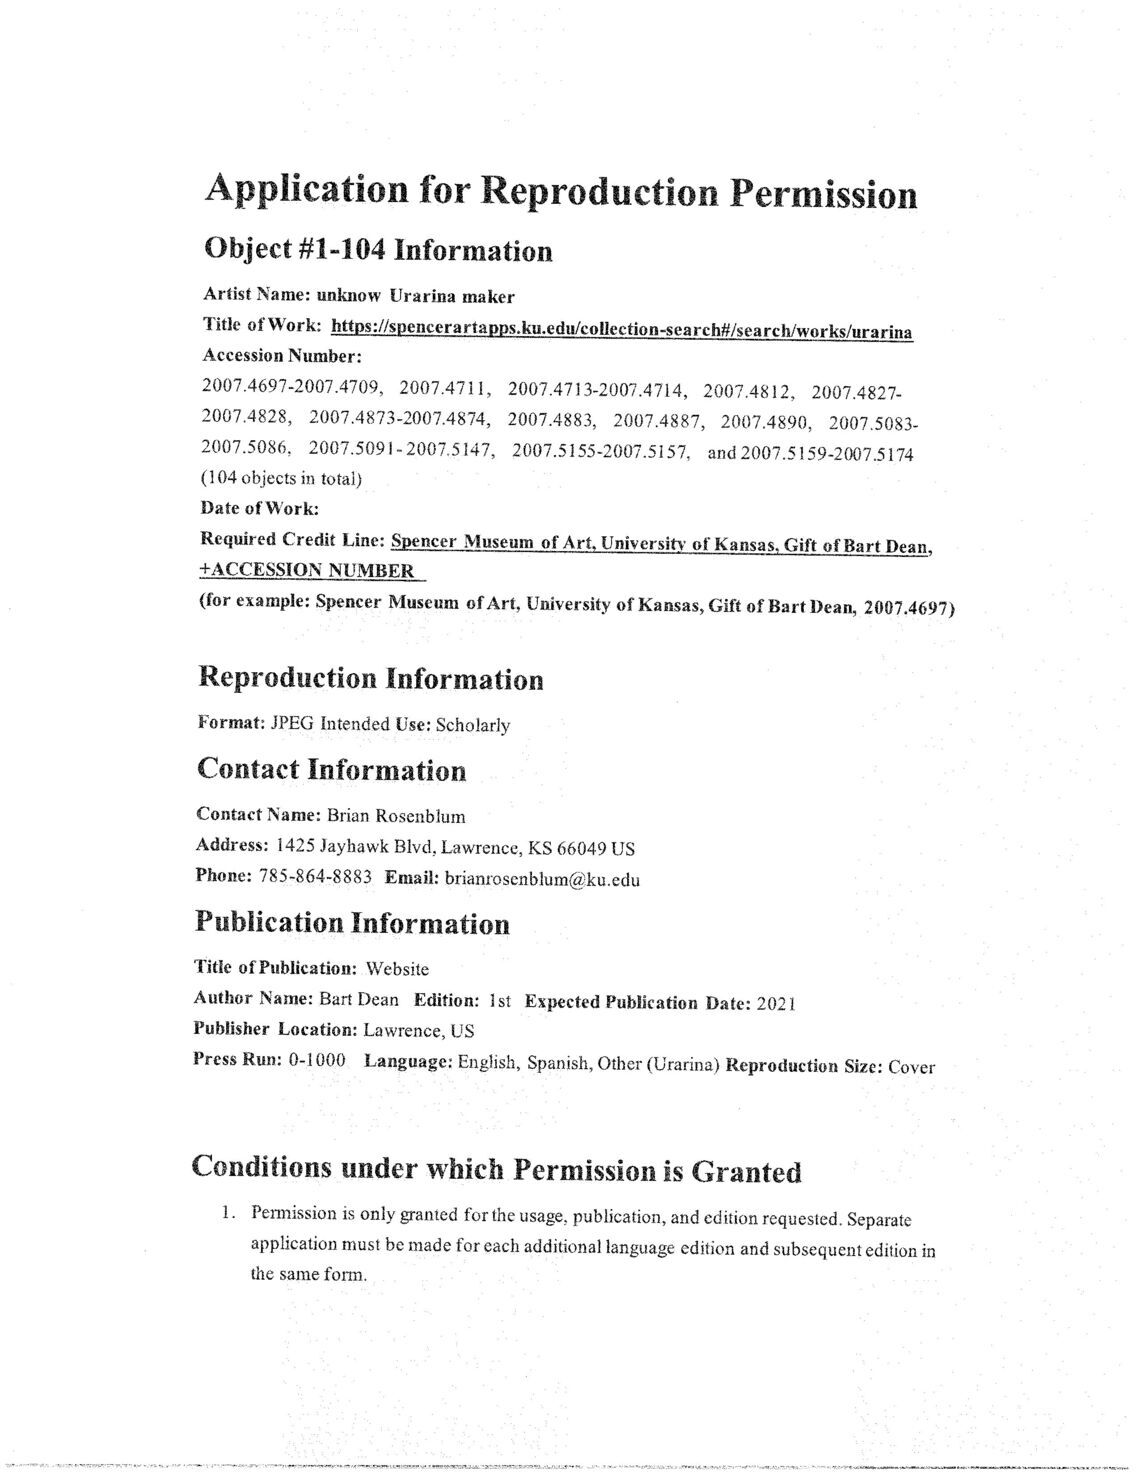 Application for Reproduction Permission
Object #1-104 Information
Artist Name: unknow Urarina maker
Title of Work: https://spencerartapps.ku.edu/collection-search#/search/works/urarina
Accession Number:
2007.4697-2007.4709, 2007.4711, 2007.4713-2007.4714, 2007.4812, 2007.4827-
2007.4828, 2007.4873-2007.4874, 2007.4883, 2007.4887, 2007.4890, 2007.5083-
2007.5086, 2007.5091-2007.5147, 2007.5155-2007.5157, and 2007.5159-2007.5174
(104 objects in total)
Date of Work:
Required Credit Line: Spencer Museum of Art, University of Kansas, Gift of Bart Dean,
+ACCESSION NUMBER
(for example: Spencer Museum of Art, University of Kansas, Gift of Bart Dean, 2007.4697)
Reproduction Information
Format: JPEG Intended Use: Scholarly
Contact Information
Contact Name: Brian Rosenblum
Address: 1425 Jayhawk Blvd, Lawrence, KS 66049 US
Phone: 785-864-8883 Email: brianrosenblum@ku.edu
Publication Information
Title of Publication: Website
Author Name: Bart Dean Edition: 1st Expected Publication Date: 2021
Publisher Location: Lawrence, US
Press Run: 0-1000 Language: English, Spanish, Other (Urarina) Reproduction Size: Cover
Conditions under which Permission is Granted
1. Permission is only granted for the usage, publication, and edition requested. Separate
application must be made for each additional language edition and subsequent edition in
the same form.